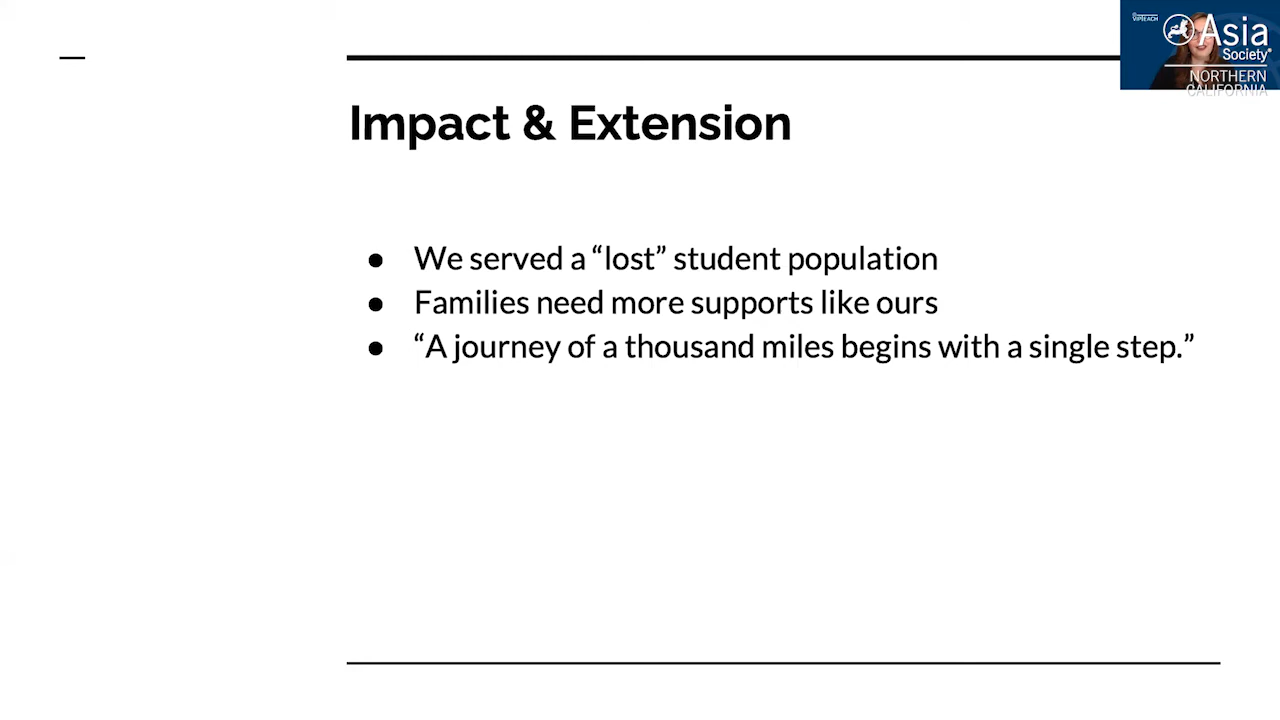 VIPTEACH
Asia
Society
NORTHERN
CALIFORNIA
Impact & Extension
● We served a “lost” student population
● Families need more supports like ours
● “A journey of a thousand miles begins with a single step.”